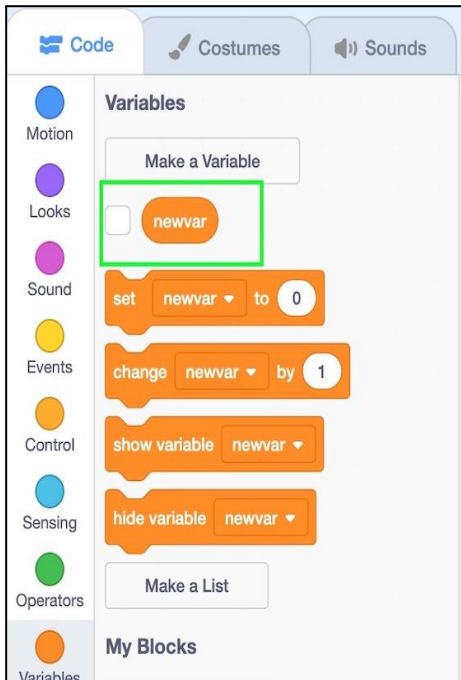 Code
Costumes
Sounds
Motion
Looks
Sound
Events
Control
Sensing
Operators
Variables
Variables
Make a Variable
newvar
set newvar to 0
change newvar by 1
show variable newvar
hide variable newvar
Make a List
My Blocks